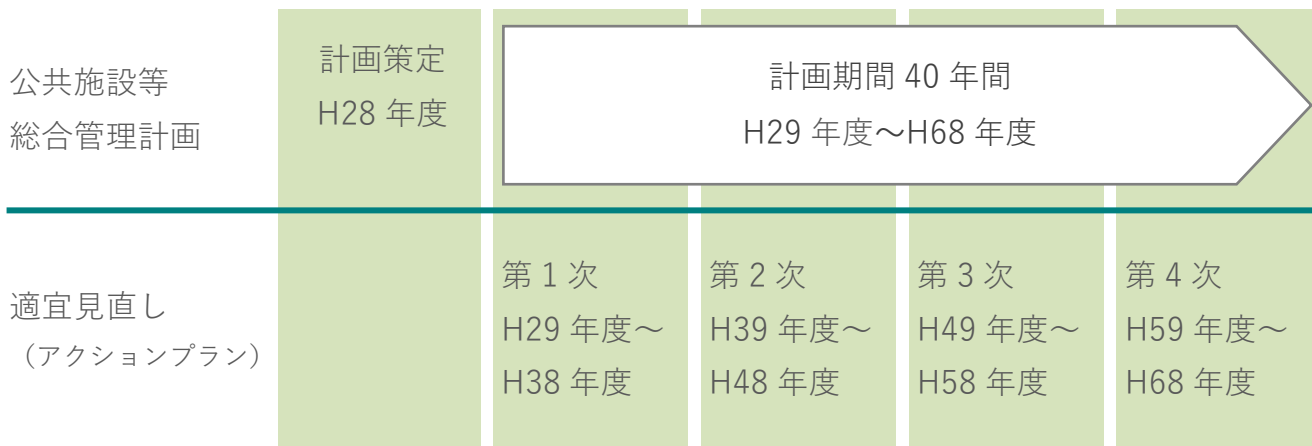 公共施設等
総合管理計画
計画策定
H28 年度
計画期間 40 年間
H29 年度～H68 年度
適宜見直し
（アクションプラン）
第 1 次
H29 年度～
H38 年度
第 2 次
H39 年度～
H48 年度
第 3 次
H49 年度～
H58 年度
第 4 次
H59 年度～
H68 年度